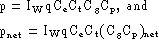 p = I_W q C_e C_t C_g C_p, and
p_net = I_W q C_e C_t (C_g C_p)_net